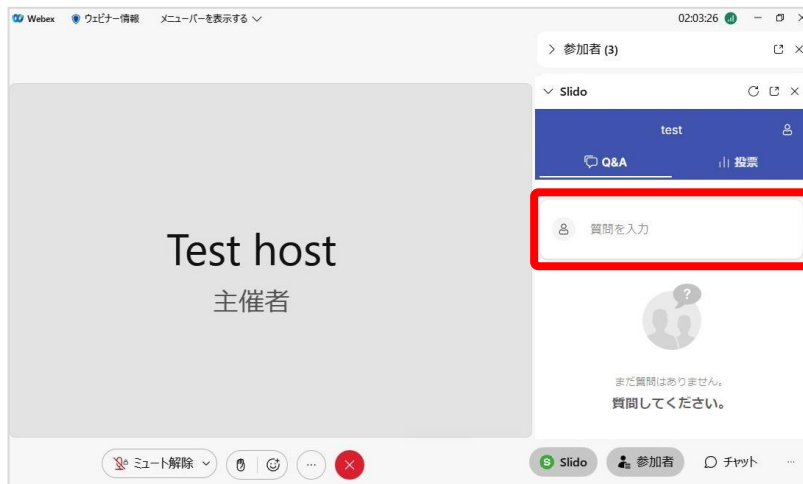 Webex ウェビナー情報 メニューバーを表示する 02:03:26
参加者 (3)
Slido
test
Q&A 投票
質問を入力
Test host
主催者
?
まだ質問はありません。
質問してください。
ミュート解除
S Slido 参加者 チャット